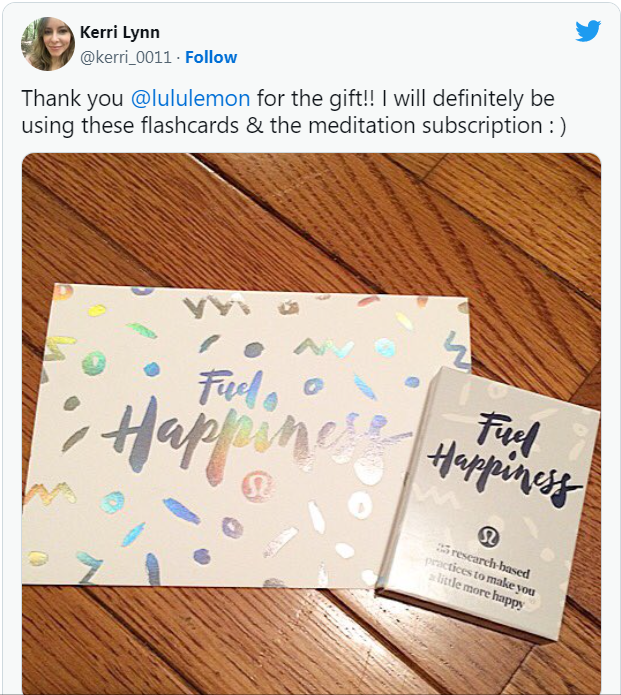 Kerri Lynn
@kerri_0011 · Follow
Thank you @lululemon for the gift!! I will definitely be
using these flashcards & the meditation subscription : )
Fuel
Happiness
Fuel
Happiness
25 research-based
practices to make you
a little more happy